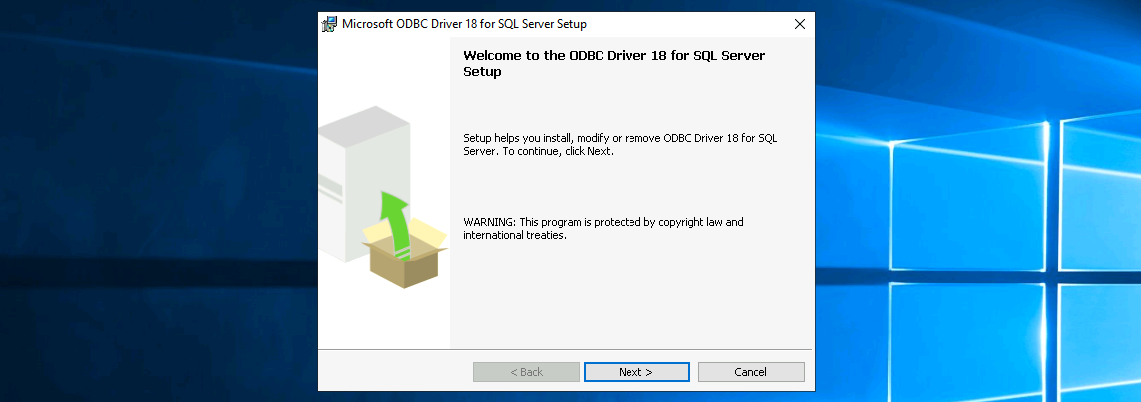 Microsoft ODBC Driver 18 for SQL Server Setup
Welcome to the ODBC Driver 18 for SQL Server
Setup
Setup helps you install, modify or remove ODBC Driver 18 for SQL
Server. To continue, click Next.
WARNING: This program is protected by copyright law and
international treaties.
< Back
Next >
Cancel